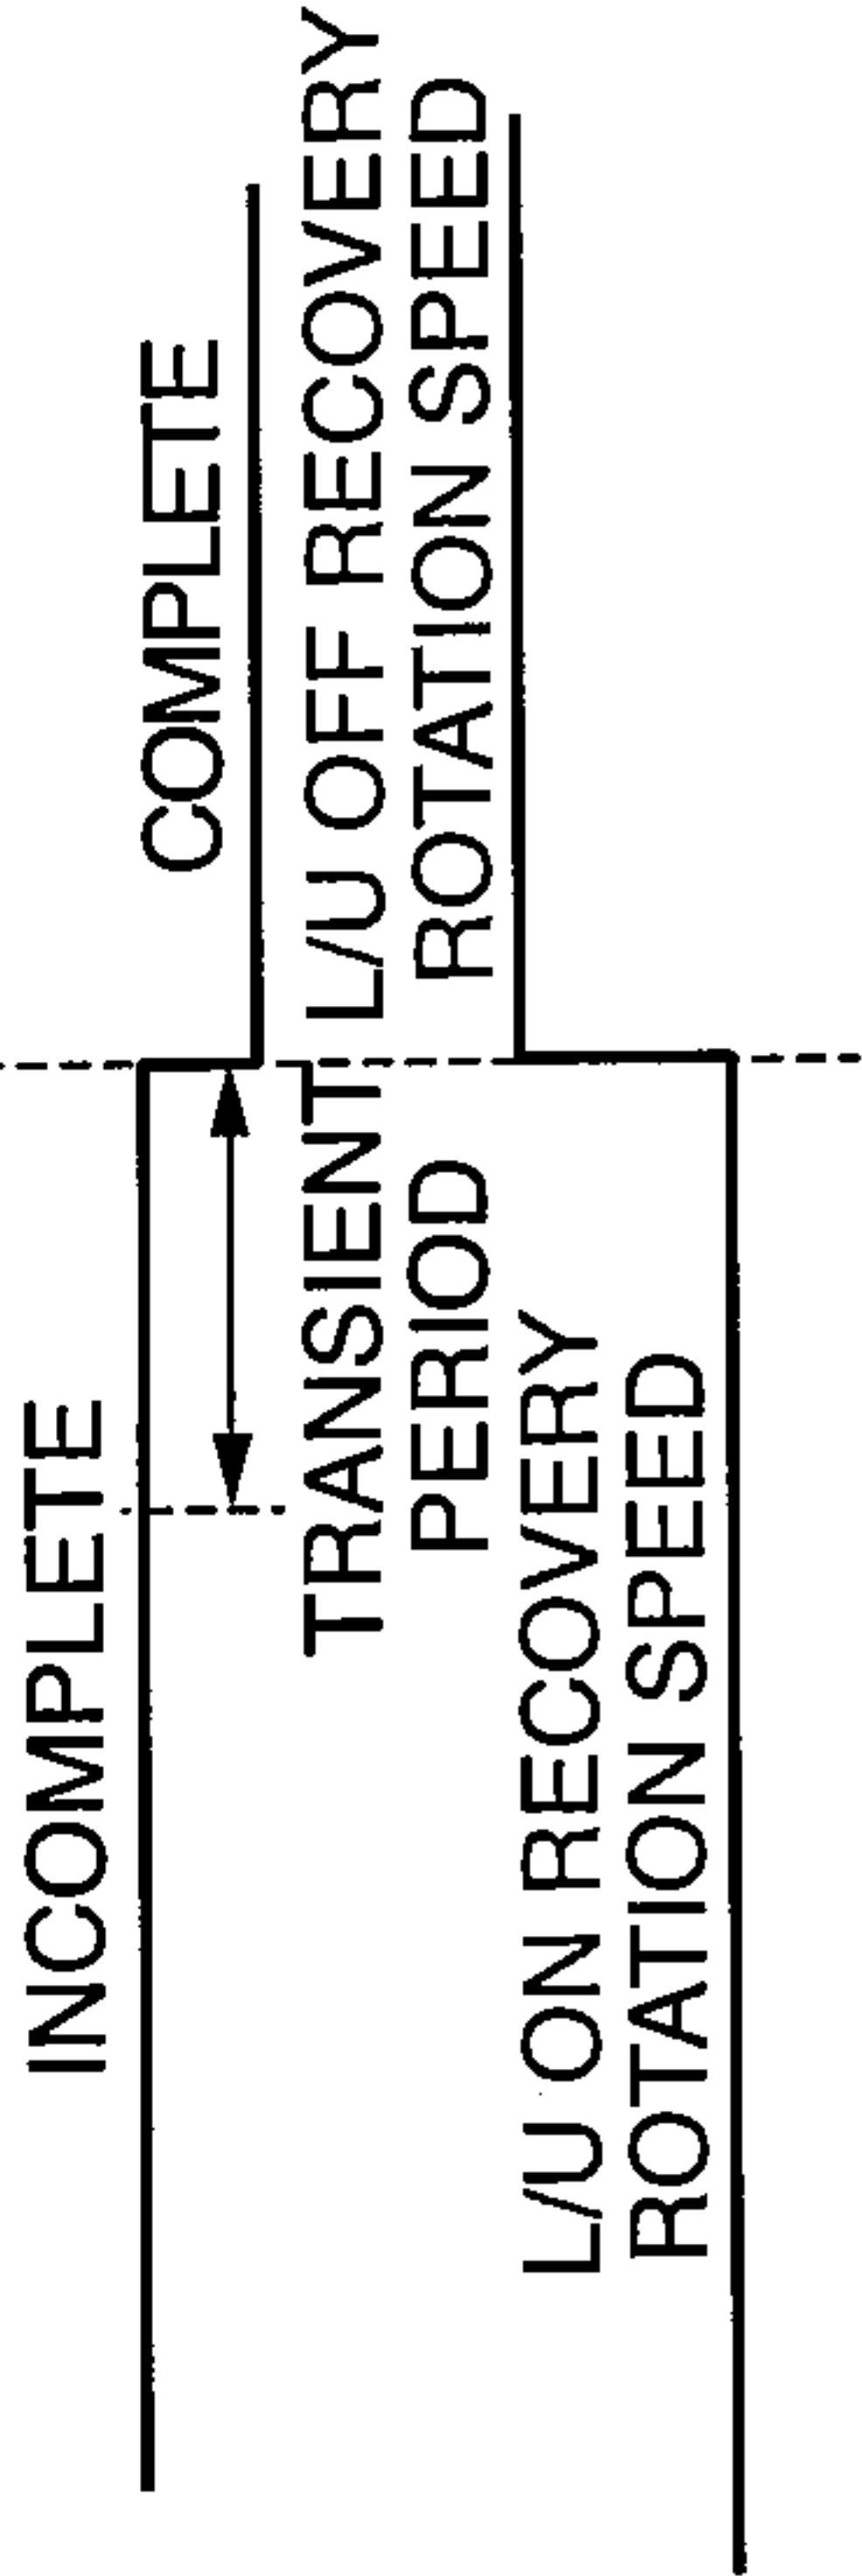 INCOMPLETE
COMPLETE
TRANSIENT
PERIOD
L/U OFF RECOVERY
ROTATION SPEED
L/U ON RECOVERY
ROTATION SPEED